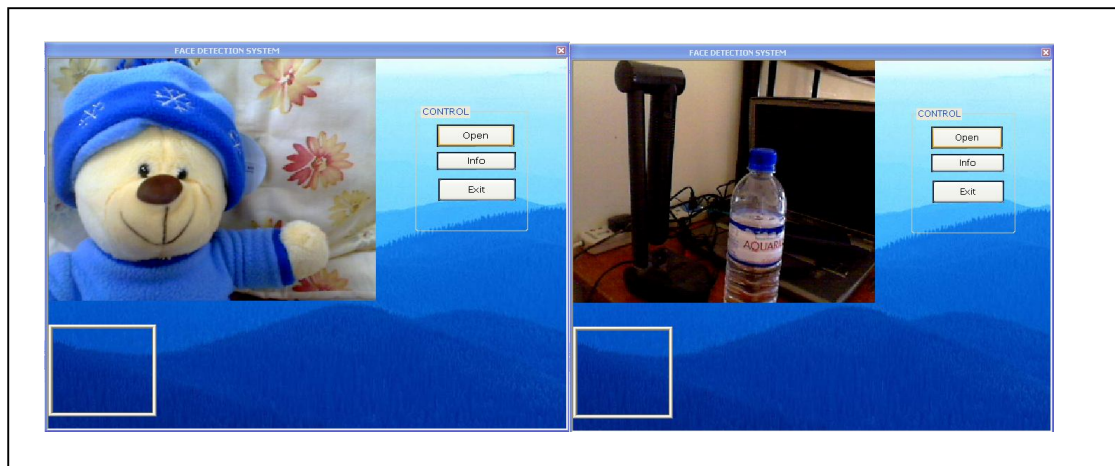 FACE DETECTION SYSTEM
CONTROL
Open
Info
Exit
FACE DETECTION SYSTEM
CONTROL
Open
Info
Exit
AQUARI